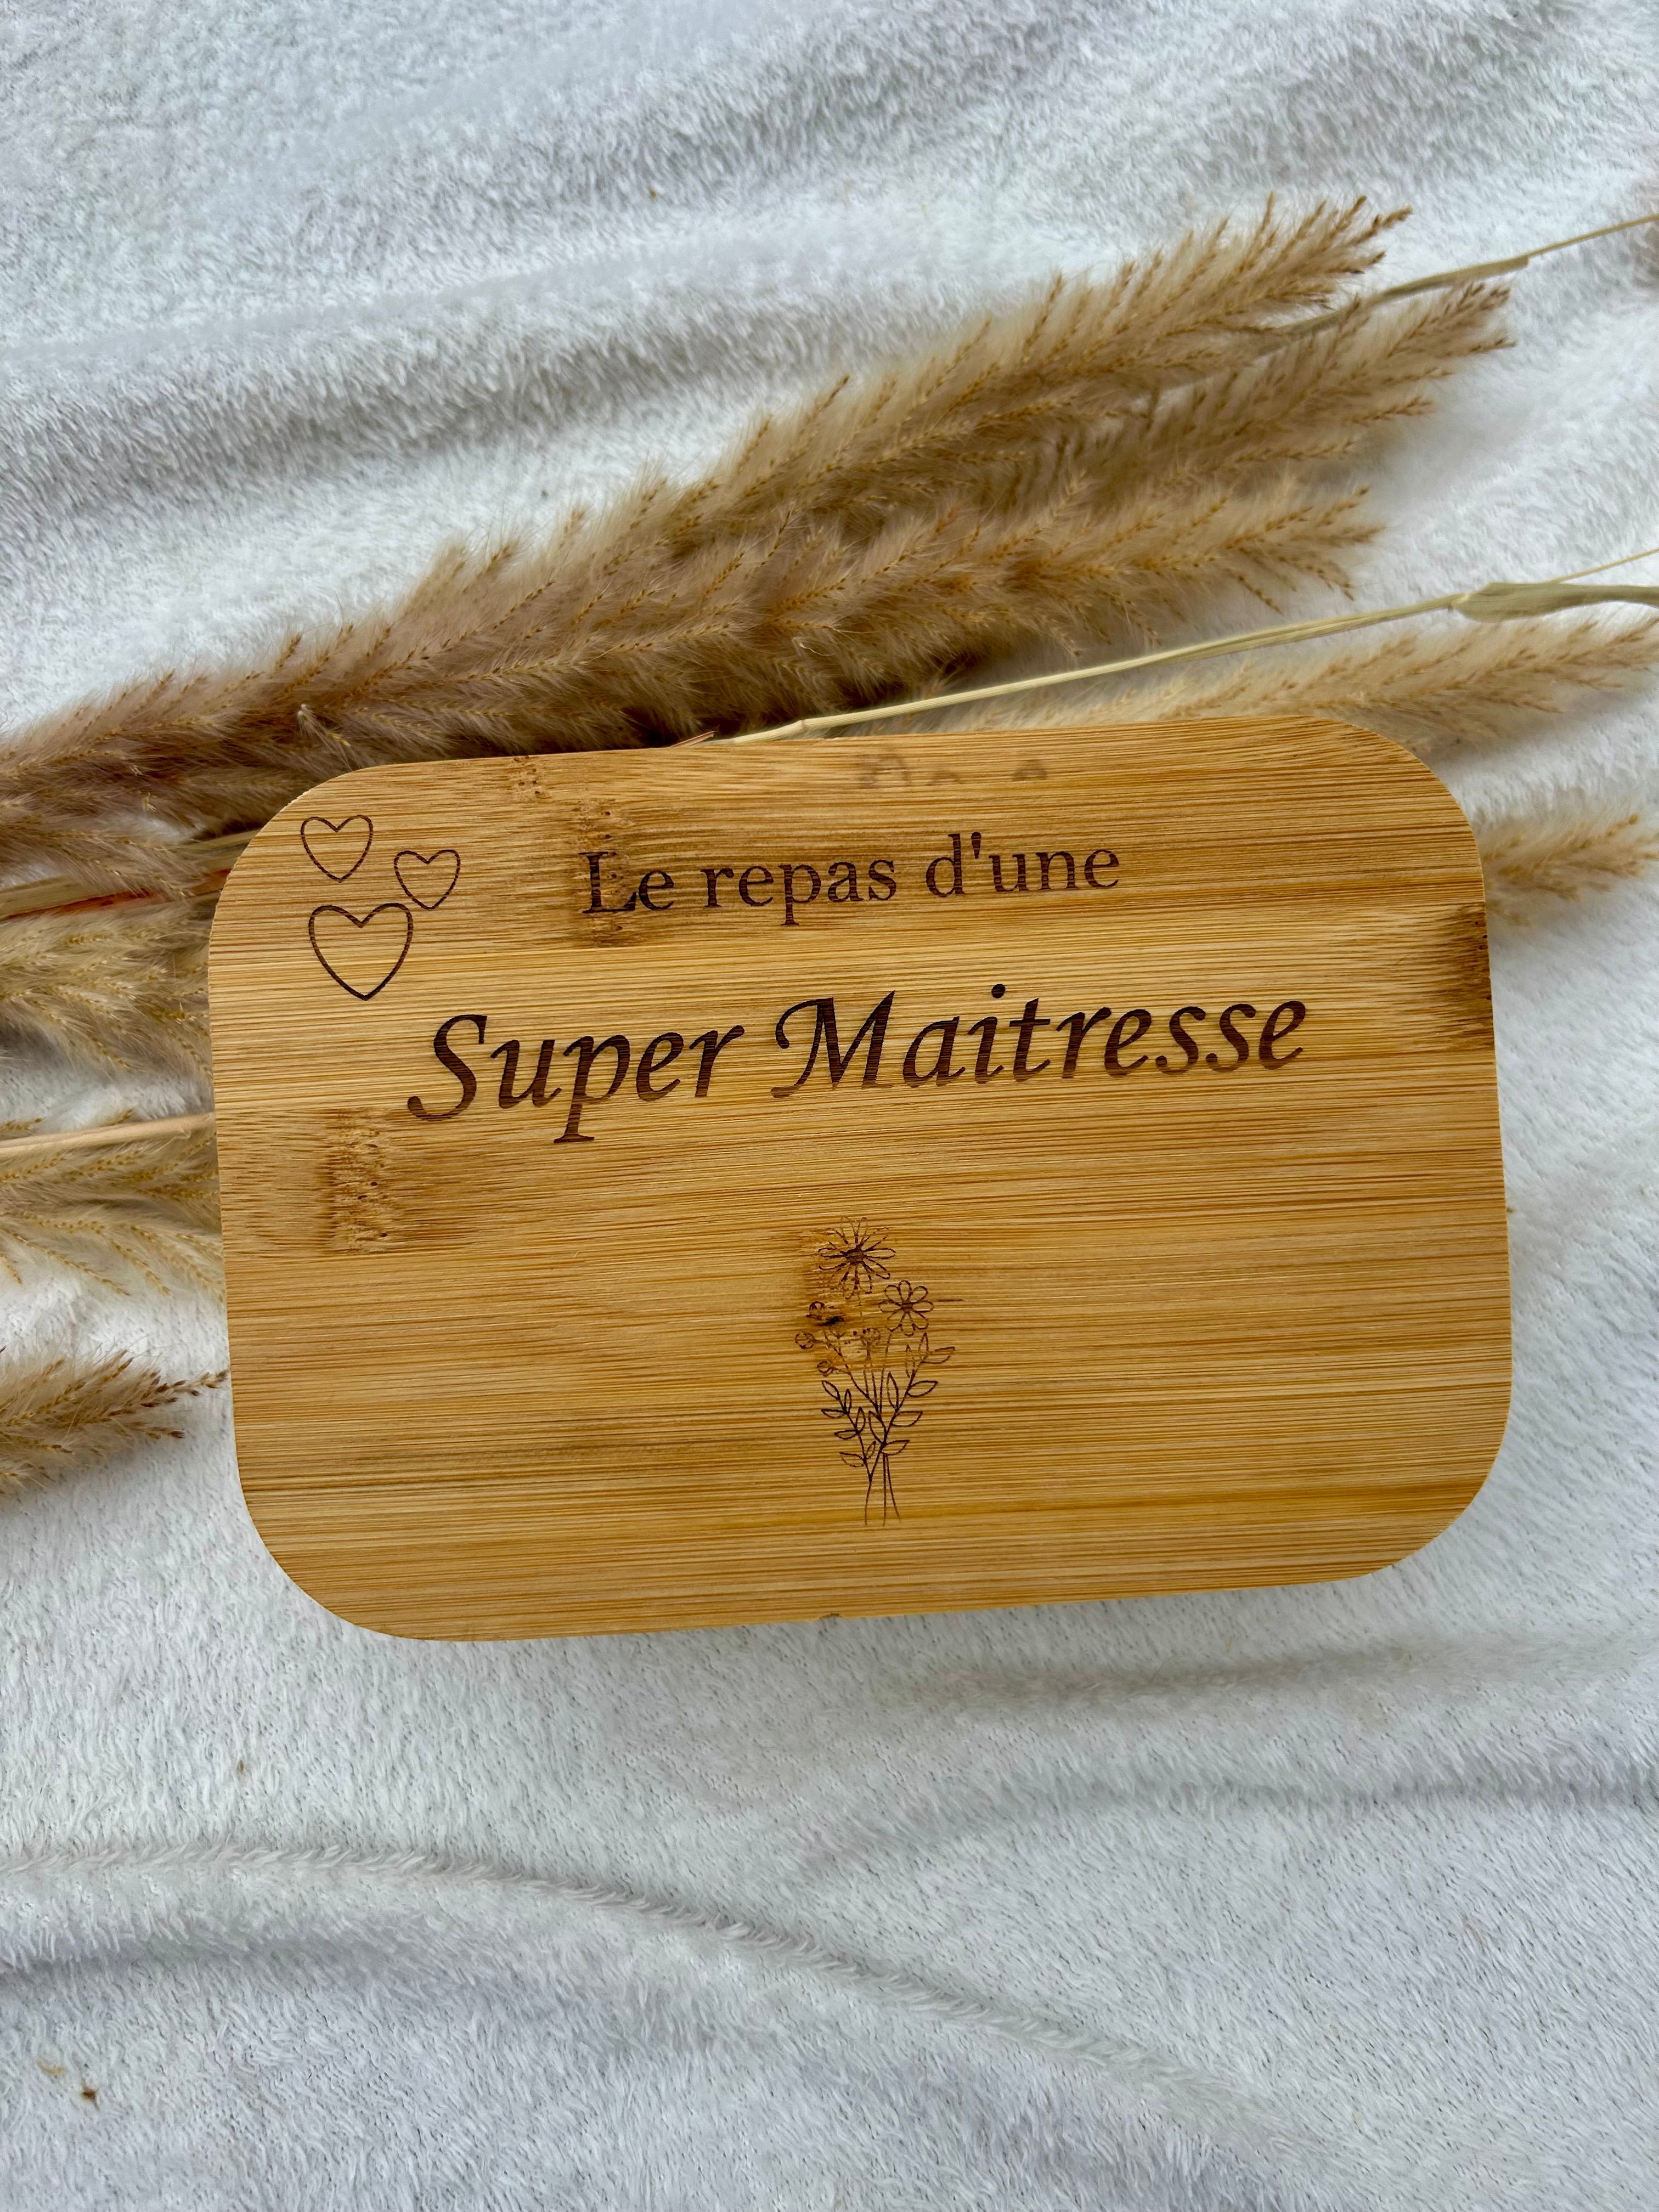 Le repas d'une
Super Maitresse